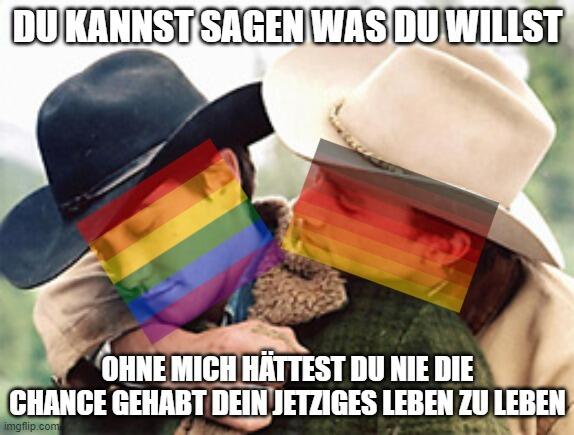 DU KANNST SAGEN WAS DU WILLST
OHNE MICH HÄTTEST DU NIE DIE
CHANCE GEHABT DEIN JETZIGES LEBEN ZU LEBEN
imgflip.com